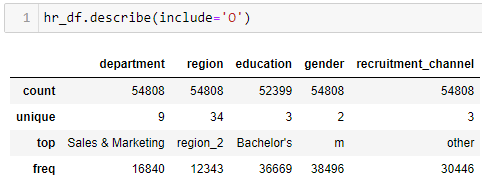 1 hr_df.describe(include='O')
department region education gender recruitment_channel
count 54808 54808 52399 54808 54808
unique 9 34 3 2 3
top Sales & Marketing region_2 Bachelor's m other
freq 16840 12343 36669 38496 30446